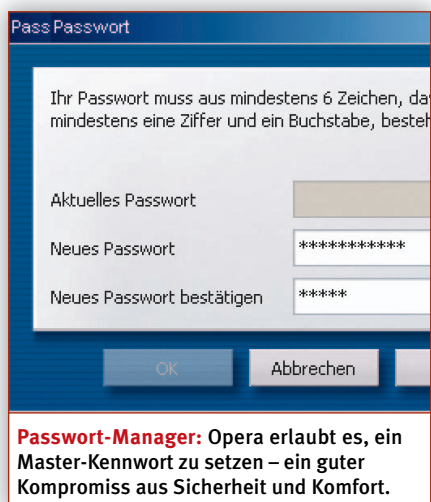 Pass Passwort
Ihr Passwort muss aus mindestens 6 Zeichen,
mindestens eine Ziffer und ein Buchstabe,
Aktuelles Passwort
Neues Passwort ***********
Neues Passwort bestätigen *****
OK Abbrechen
Passwort-Manager: Opera erlaubt es, ein
Master-Kennwort zu setzen – ein guter
Kompromiss aus Sicherheit und Komfort.